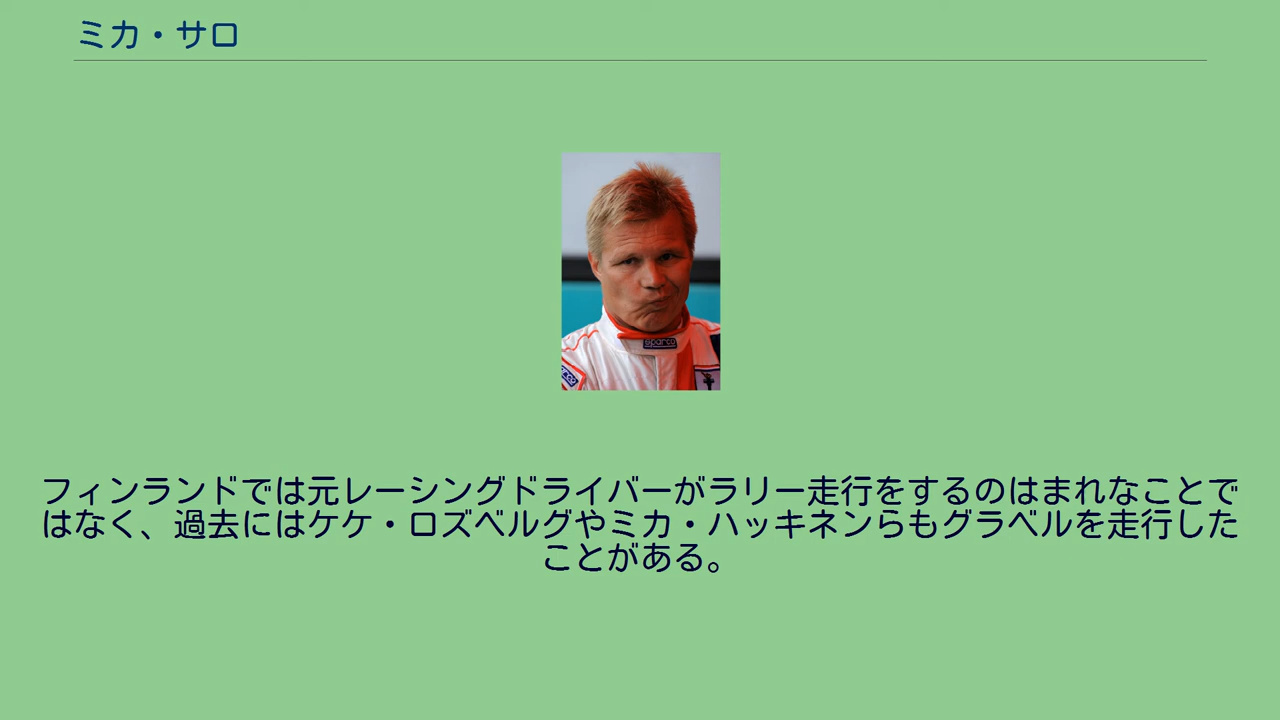 ミカ・サロ
sparco
フィンランドでは元レーシングドライバーがラリー走行をするのはまれなことで
はなく、過去にはケケ・ロズベルグやミカ・ハッキネンらもグラベルを走行した
ことがある。